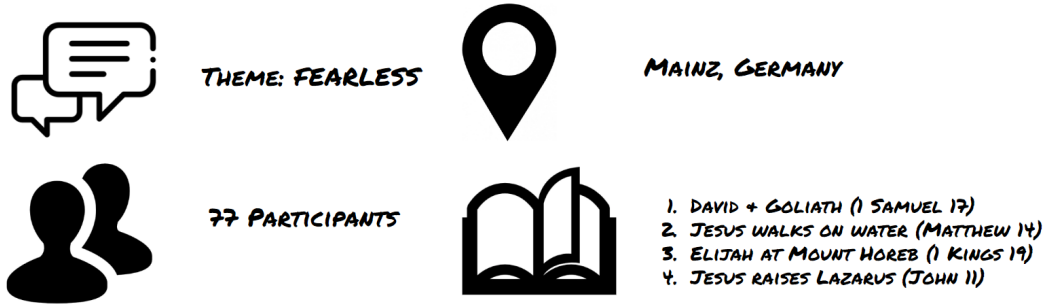 Theme: FEARLESS
Mainz, Germany
77 Participants
1. David + Goliath (1 Samuel 17)
2. Jesus walks on water (Matthew 14)
3. Elijah at Mount Horeb (1 Kings 19)
4. Jesus raises Lazarus (John 11)